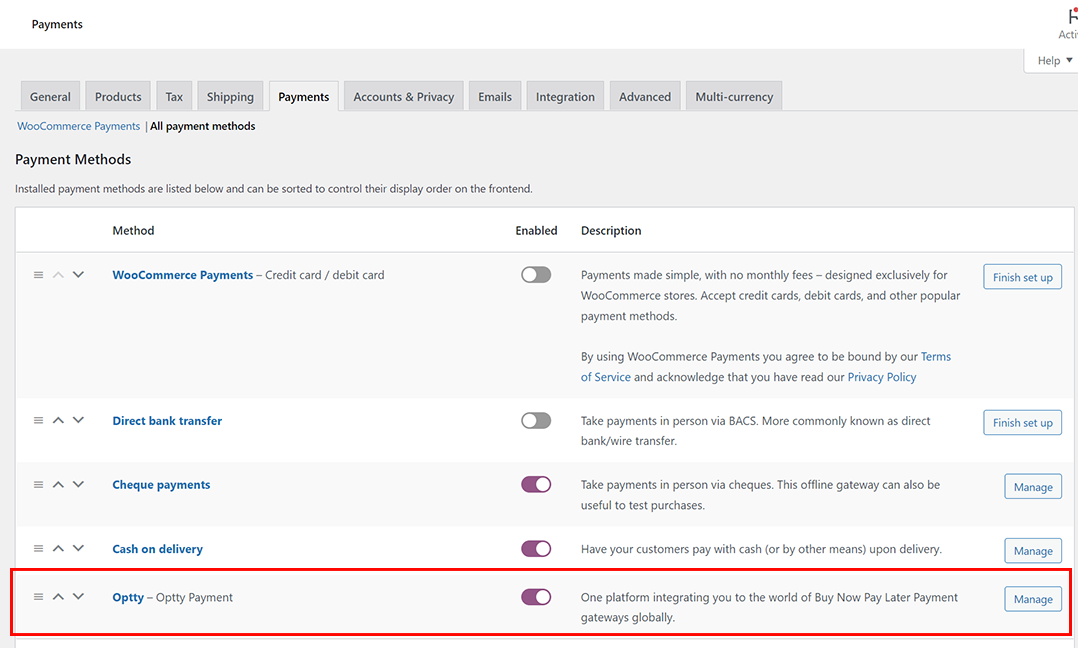 Payments
Help
General Products Tax Shipping Payments Accounts & Privacy Emails Integration Advanced Multi-currency
WooCommerce Payments | All payment methods
Payment Methods
Installed payment methods are listed below and can be sorted to control their display order on the frontend.
Method Enabled Description
WooCommerce Payments – Credit card / debit card
Payments made simple, with no monthly fees – designed exclusively for
WooCommerce stores. Accept credit cards, debit cards, and other popular
payment methods.
By using WooCommerce Payments you agree to be bound by our Terms
of Service and acknowledge that you have read our Privacy Policy
Finish set up
Direct bank transfer
Take payments in person via BACS. More commonly known as direct
bank/wire transfer.
Finish set up
Cheque payments
Take payments in person via cheques. This offline gateway can also be
useful to test purchases.
Manage
Cash on delivery
Have your customers pay with cash (or by other means) upon delivery.
Manage
Optty – Optty Payment
One platform integrating you to the world of Buy Now Pay Later Payment
gateways globally.
Manage